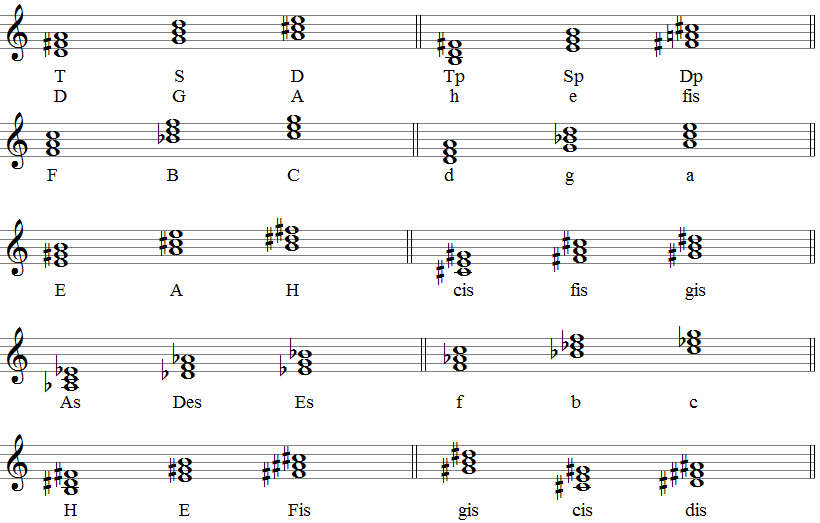 T S D Tp Sp Dp
D G A h e fis
F B C d g a
E A H cis fis gis
As Des Es f b c
H E Fis gis cis dis